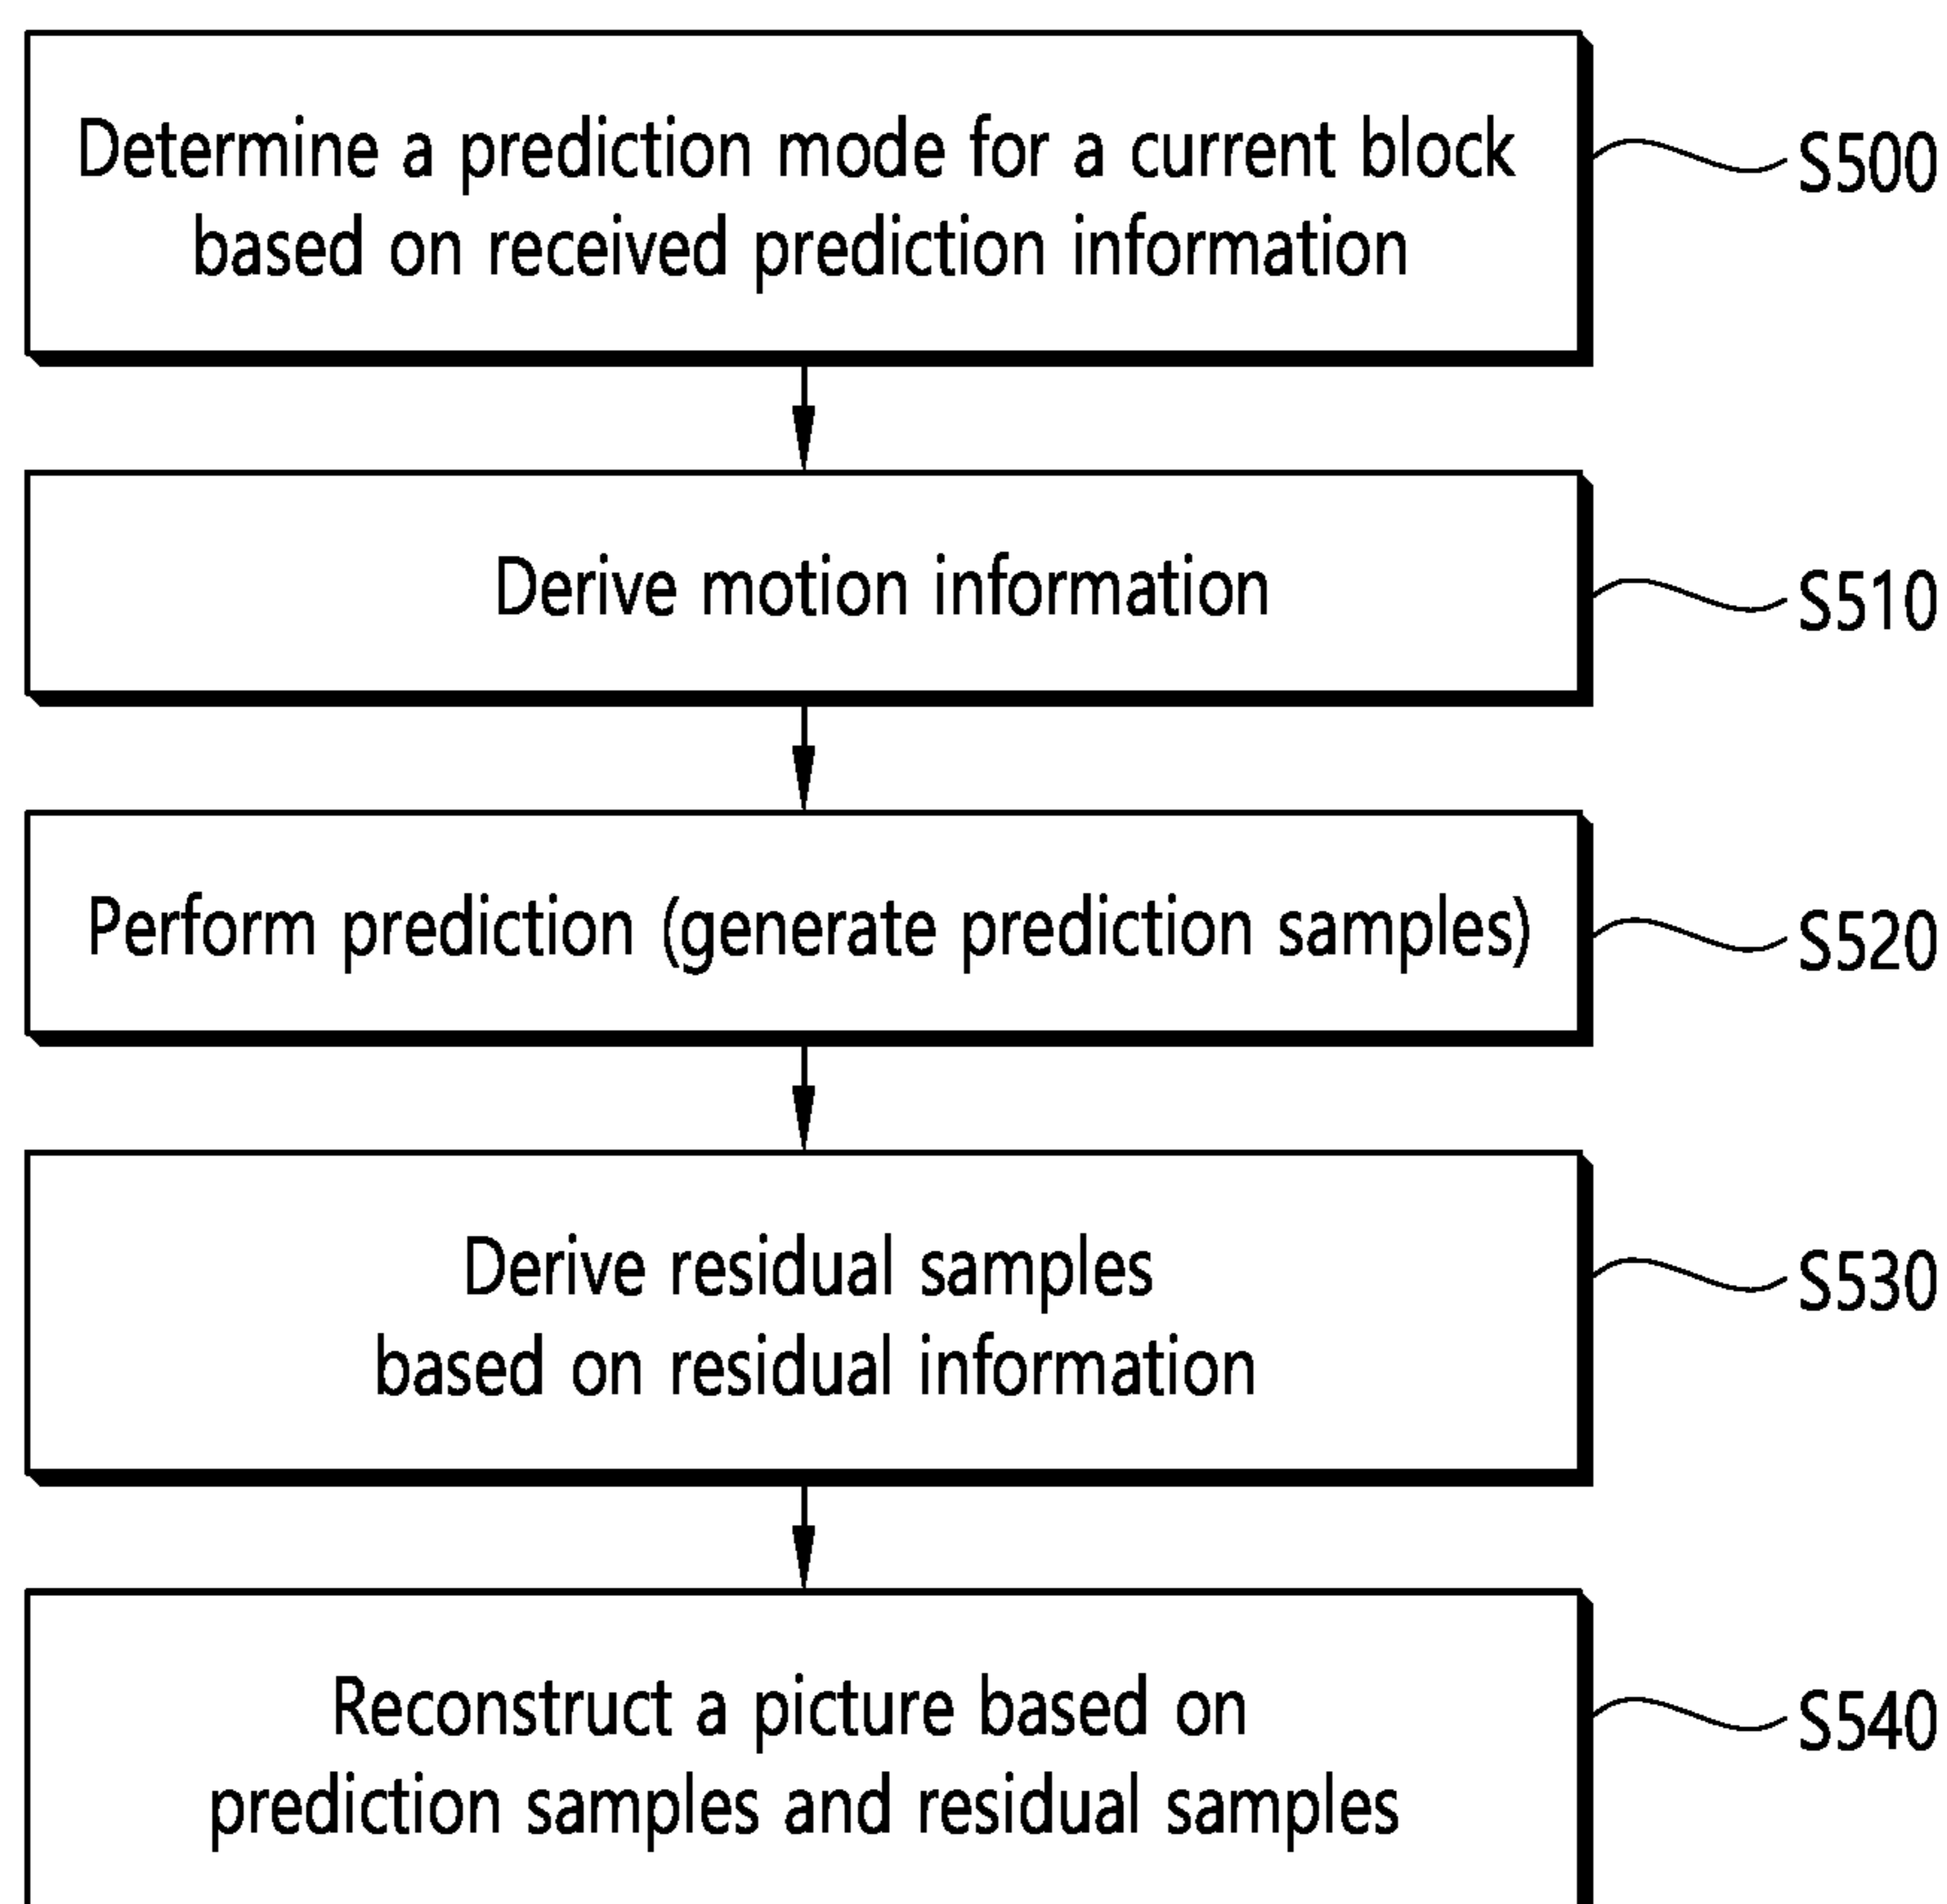 Determine a prediction mode for a current block
based on received prediction information
S500
Derive motion information
S510
Perform prediction (generate prediction samples)
S520
Derive residual samples
based on residual information
S530
Reconstruct a picture based on
prediction samples and residual samples
S540